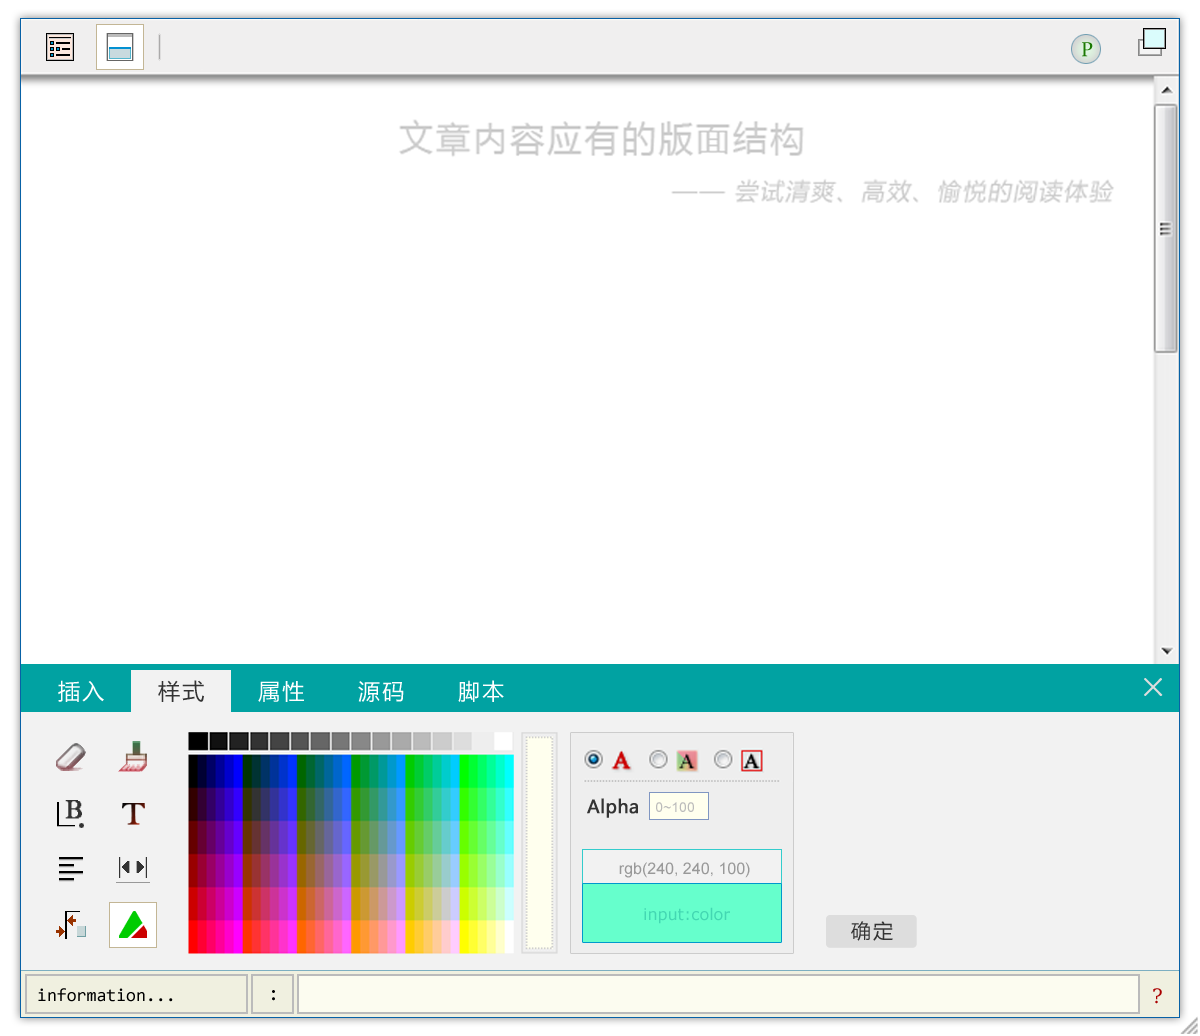 P
文章内容应有的版面结构
—— 尝试清爽、高效、愉悦的阅读体验
插入 样式 属性 源码 脚本
A A A
B T
Alpha 0~100
rgb(240, 240, 100)
input:color
确定
information... : ?